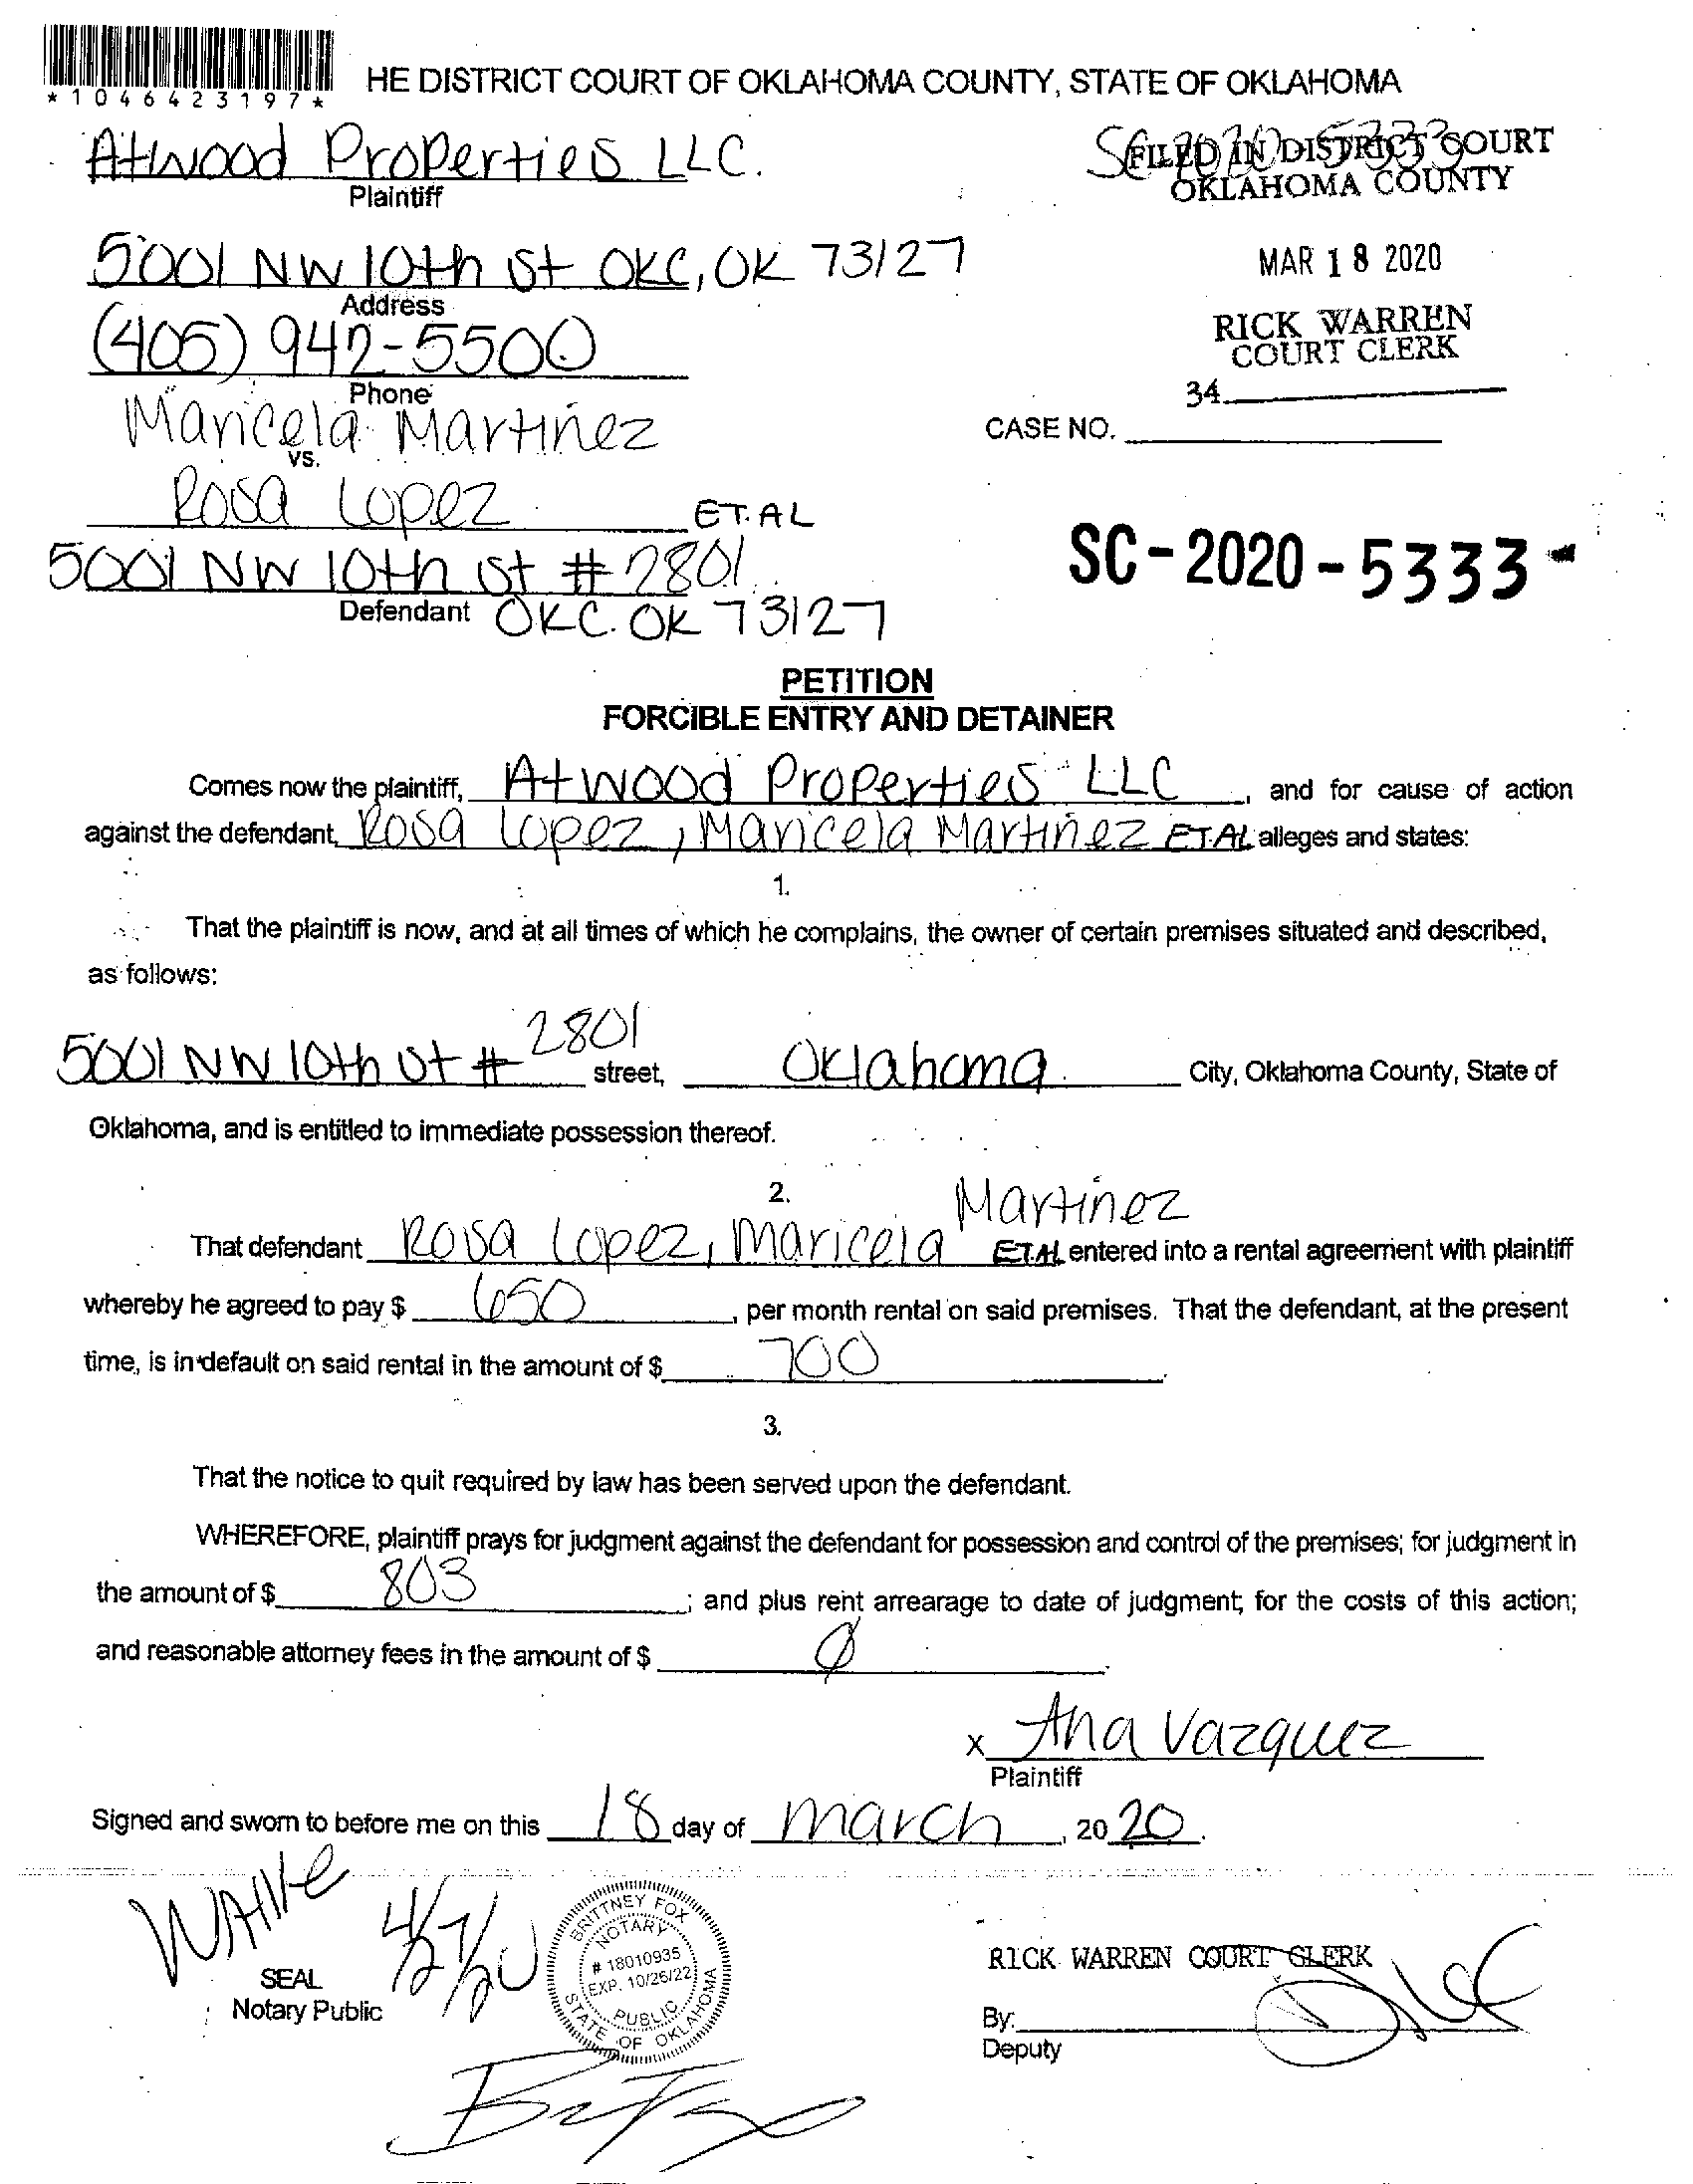 *1046423197*
HE DISTRICT COURT OF OKLAHOMA COUNTY, STATE OF OKLAHOMA
Atwood Properties LLC.
Plaintiff
SC 2020-5333
FILED IN DISTRICT COURT
OKLAHOMA COUNTY
5001 NW 10th St OKC, OK 73127
Address
MAR 18 2020
(405) 942-5500
Phone
RICK WARREN
COURT CLERK
34
Maricela Martinez
CASE NO.
vs.
Rosa Lopez ET.AL
5001 NW 10th St # 2801
Defendant OKC. OK 73127
SC-2020-5333
PETITION
FORCIBLE ENTRY AND DETAINER
Comes now the plaintiff, Atwood Properties LLC, and for cause of action
against the defendant, Rosa Lopez, Maricela Martinez ET.AL alleges and states:
1.
That the plaintiff is now, and at all times of which he complains, the owner of certain premises situated and described,
as follows:
5001 NW 10th St # 2801 street, Oklahoma City, Oklahoma County, State of
Oklahoma, and is entitled to immediate possession thereof.
2.
That defendant Rosa Lopez, Maricela Martinez ET.AL entered into a rental agreement with plaintiff
whereby he agreed to pay $ 650, per month rental on said premises. That the defendant, at the present
time, is in default on said rental in the amount of $ 700
3.
That the notice to quit required by law has been served upon the defendant.
WHEREFORE, plaintiff prays for judgment against the defendant for possession and control of the premises; for judgment in
the amount of $ 803; and plus rent arrearage to date of judgment; for the costs of this action;
and reasonable attorney fees in the amount of $ Ø.
x Ana Vazquez
Plaintiff
Signed and sworn to before me on this 18 day of March, 20 20.
WAIVE 4/27/20
SEAL
Notary Public
BRITTNEY FOX
NOTARY
# 18010935
EXP. 10/26/22
PUBLIC
STATE OF OKLAHOMA
RICK WARREN COURT CLERK
By:
Deputy